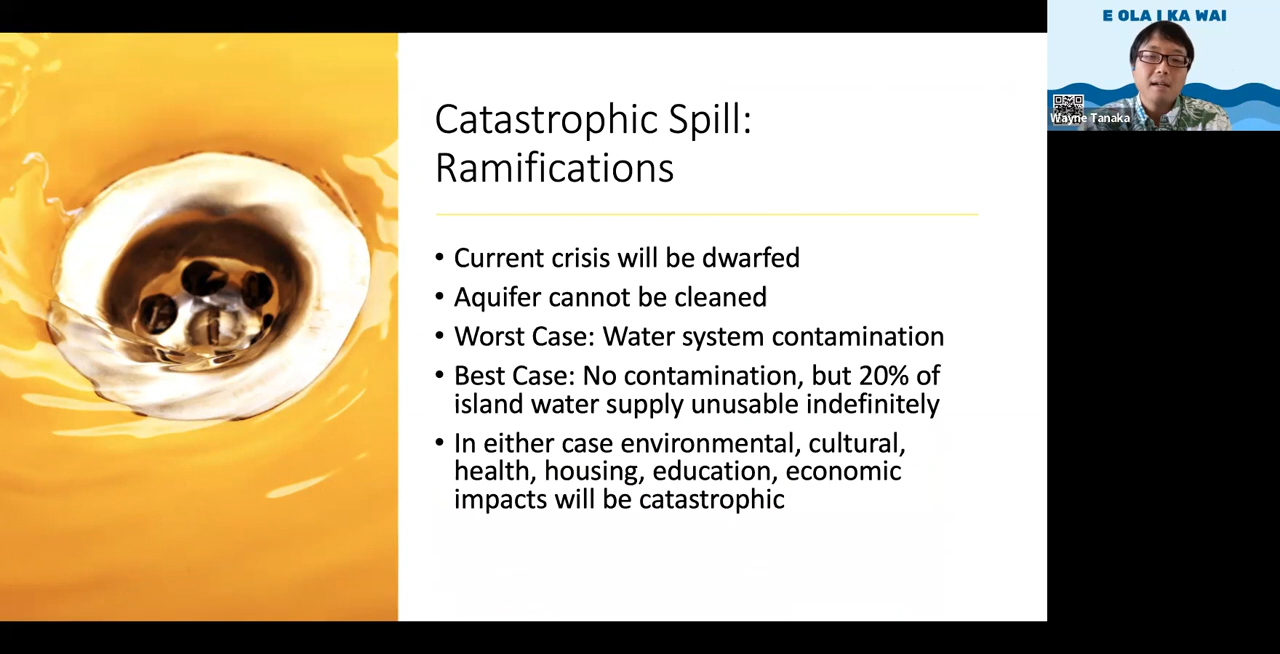 Catastrophic Spill:
Ramifications
• Current crisis will be dwarfed
• Aquifer cannot be cleaned
• Worst Case: Water system contamination
• Best Case: No contamination, but 20% of
island water supply unusable indefinitely
• In either case environmental, cultural,
health, housing, education, economic
impacts will be catastrophic
E OLA I KA WAI
Wayne Tanaka